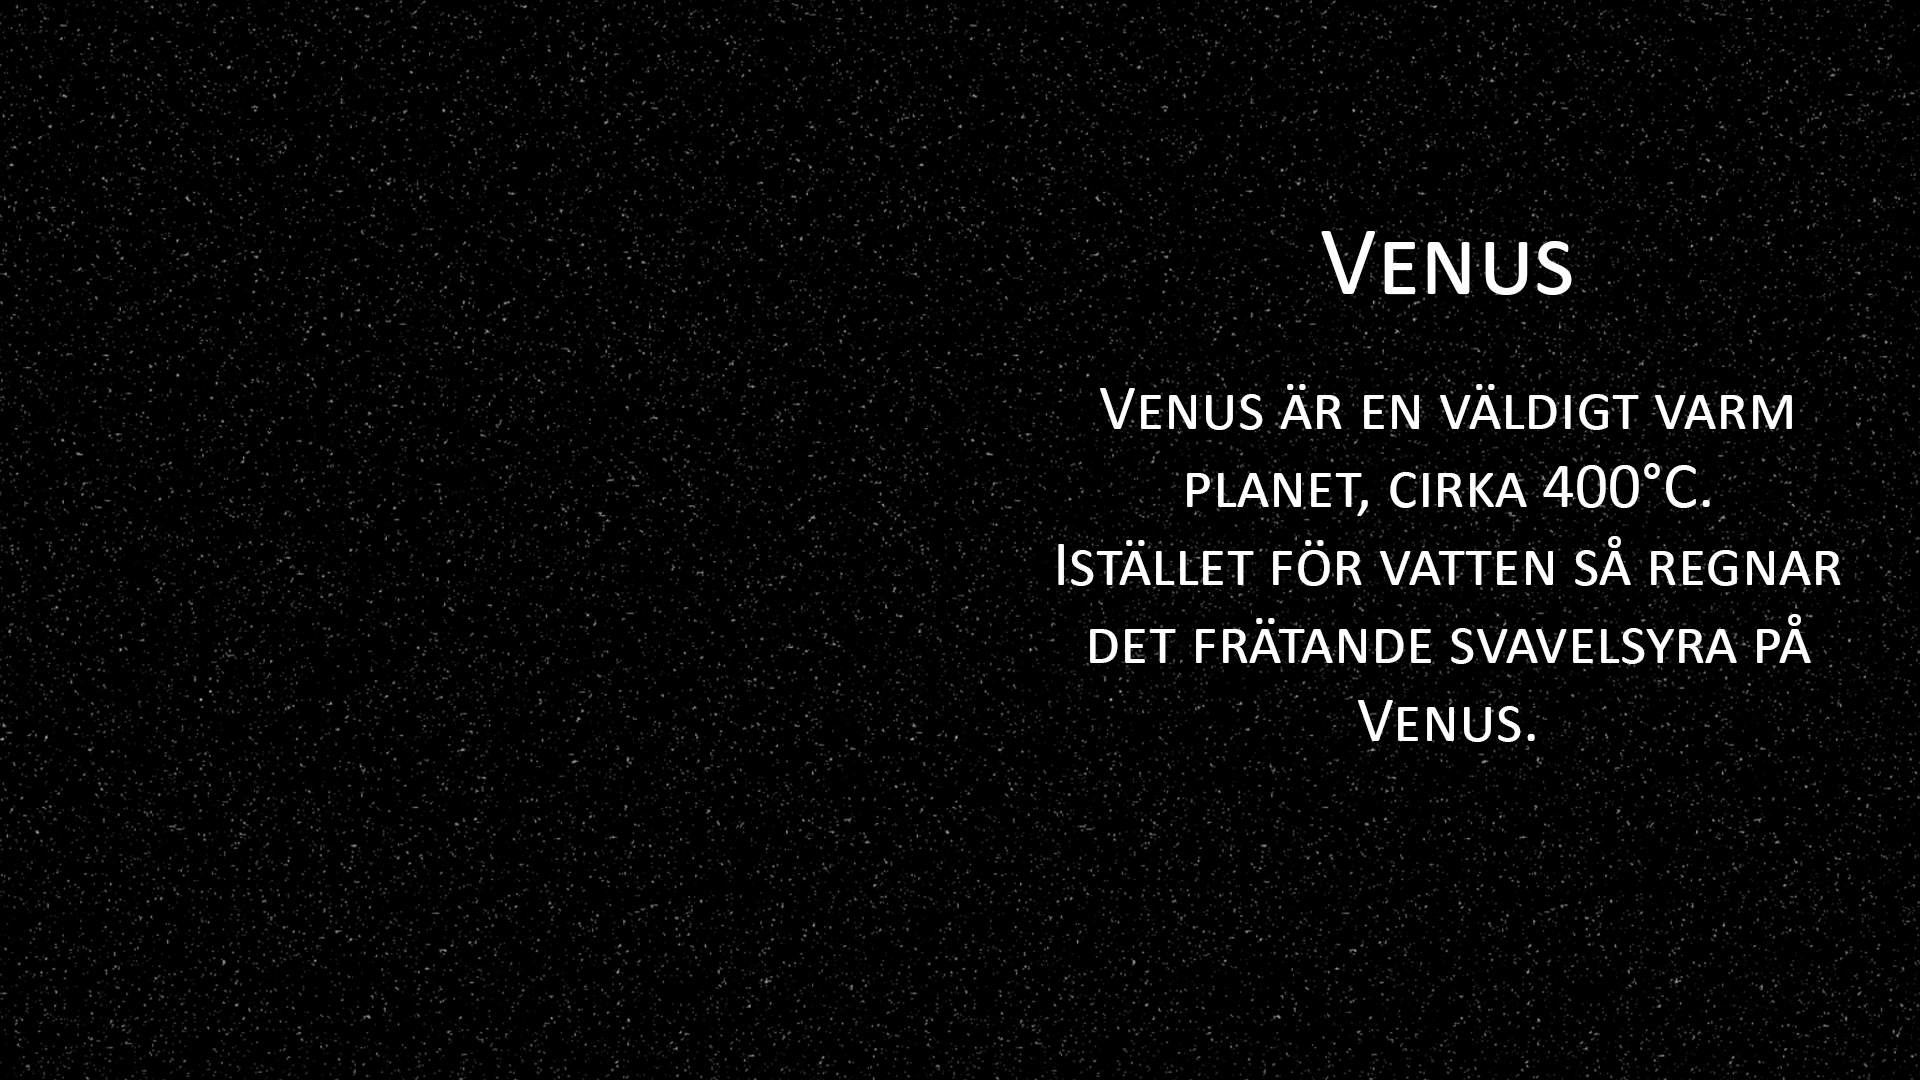 Venus
Venus är en väldigt varm
planet, cirka 400°C.
Istället för vatten så regnar
det frätande svavelsyra på
Venus.